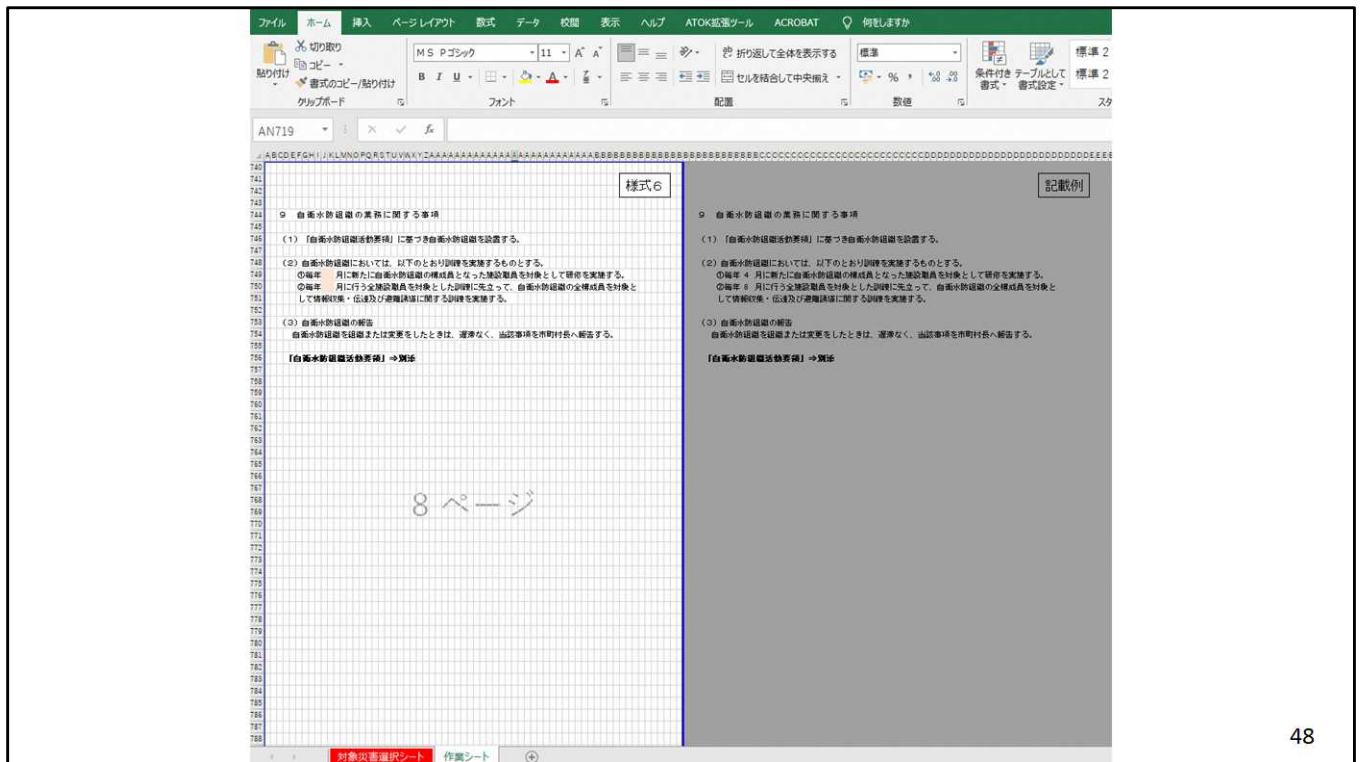 ファイル ホーム 挿入 ページ レイアウト 数式 データ 校閲 表示 ヘルプ ATOK拡張ツール ACROBAT 何をしますか
切り取り
コピー
書式のコピー/貼り付け
貼り付け
クリップボード
MS Pゴシック 11
B I U
フォント
折り返して全体を表示する
セルを結合して中央揃え
配置
標準
数値
条件付き書式
テーブルとして書式設定
標準 2
標準 2
スタ
AN719
fx
様式6
9 自衛水防組織の業務に関する事項
(1)「自衛水防組織活動要領」に基づき自衛水防組織を設置する。
(2)自衛水防組織においては、以下のとおり訓練を実施するものとする。
①毎年 月に新たに自衛水防組織の構成員となった施設職員を対象として研修を実施する。
②毎年 月に行う全施設職員を対象とした訓練に先立って、自衛水防組織の全構成員を対象と
して情報収集・伝達及び避難誘導に関する訓練を実施する。
(3)自衛水防組織の報告
自衛水防組織を組織または変更をしたときは、遅滞なく、当該事項を市町村長へ報告する。
「自衛水防組織活動要領」⇒別添
8 ページ
記載例
9 自衛水防組織の業務に関する事項
(1)「自衛水防組織活動要領」に基づき自衛水防組織を設置する。
(2)自衛水防組織においては、以下のとおり訓練を実施するものとする。
①毎年 4 月に新たに自衛水防組織の構成員となった施設職員を対象として研修を実施する。
②毎年 8 月に行う全施設職員を対象とした訓練に先立って、自衛水防組織の全構成員を対象と
して情報収集・伝達及び避難誘導に関する訓練を実施する。
(3)自衛水防組織の報告
自衛水防組織を組織または変更をしたときは、遅滞なく、当該事項を市町村長へ報告する。
「自衛水防組織活動要領」⇒別添
対象災害選択シート 作業シート
48